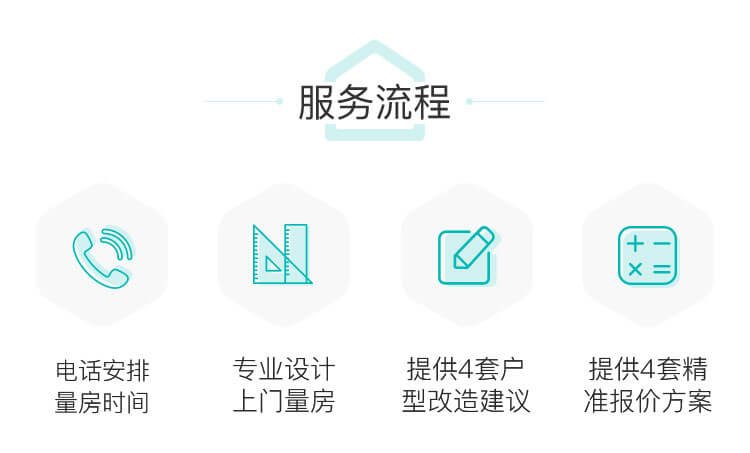 服务流程
电话安排
量房时间
专业设计
上门量房
提供4套户
型改造建议
提供4套精
准报价方案